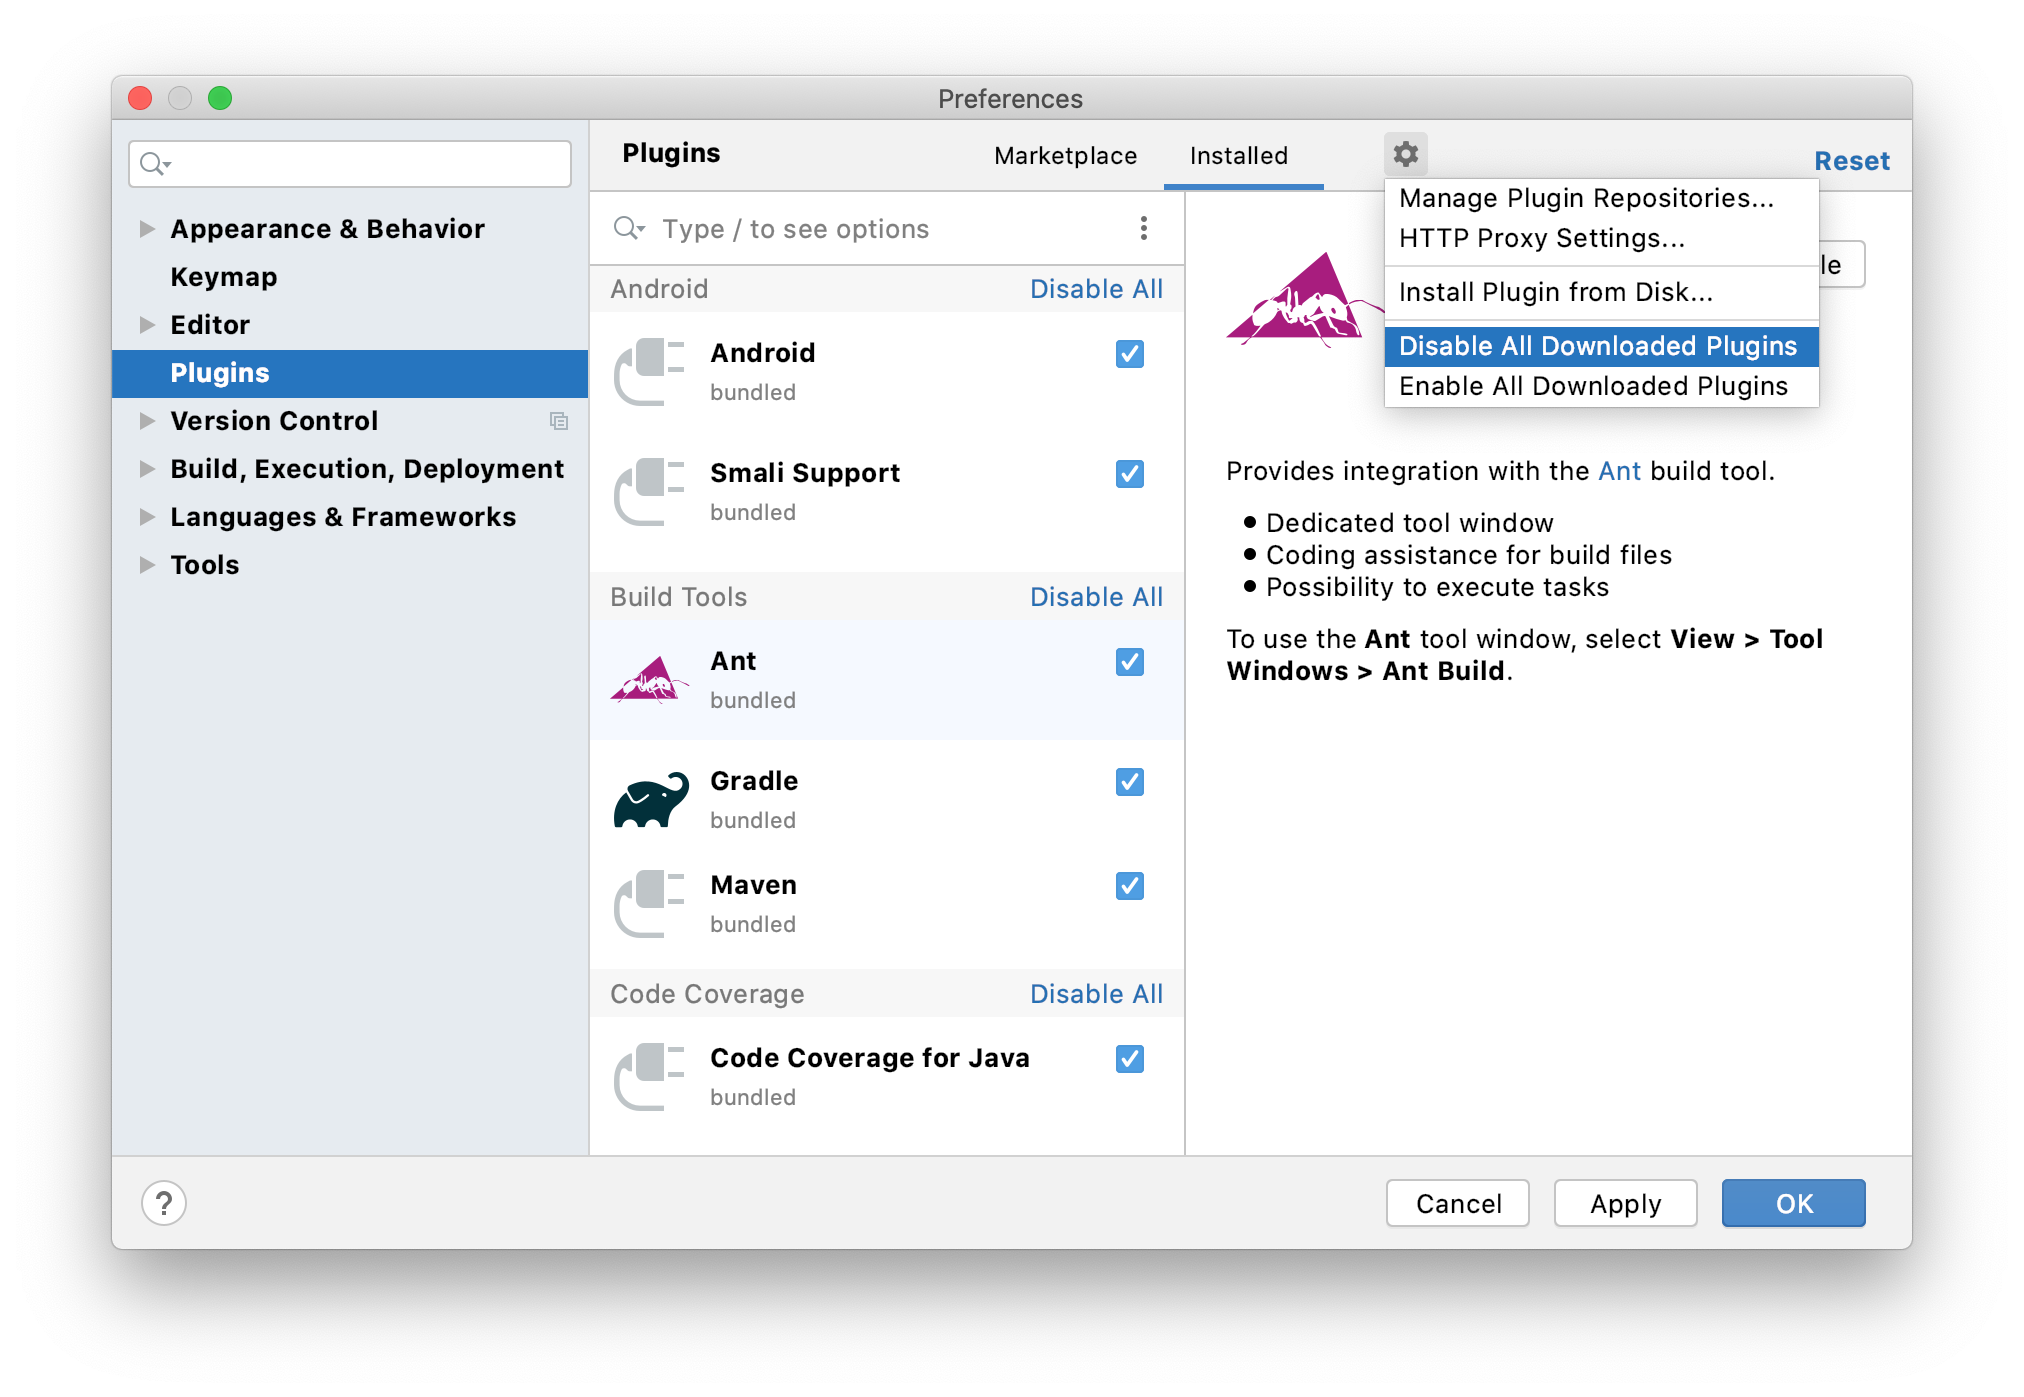 Preferences
Plugins
Marketplace
Installed
Reset
Appearance & Behavior
Keymap
Editor
Plugins
Version Control
Build, Execution, Deployment
Languages & Frameworks
Tools
Type / to see options
Android Disable All
Android
bundled
Smali Support
bundled
Build Tools Disable All
Ant
bundled
Gradle
bundled
Maven
bundled
Code Coverage Disable All
Code Coverage for Java
bundled
Manage Plugin Repositories...
HTTP Proxy Settings...
Install Plugin from Disk...
Disable All Downloaded Plugins
Enable All Downloaded Plugins
le
Provides integration with the Ant build tool.
Dedicated tool window
Coding assistance for build files
Possibility to execute tasks
To use the Ant tool window, select View > Tool
Windows > Ant Build.
?
Cancel
Apply
OK